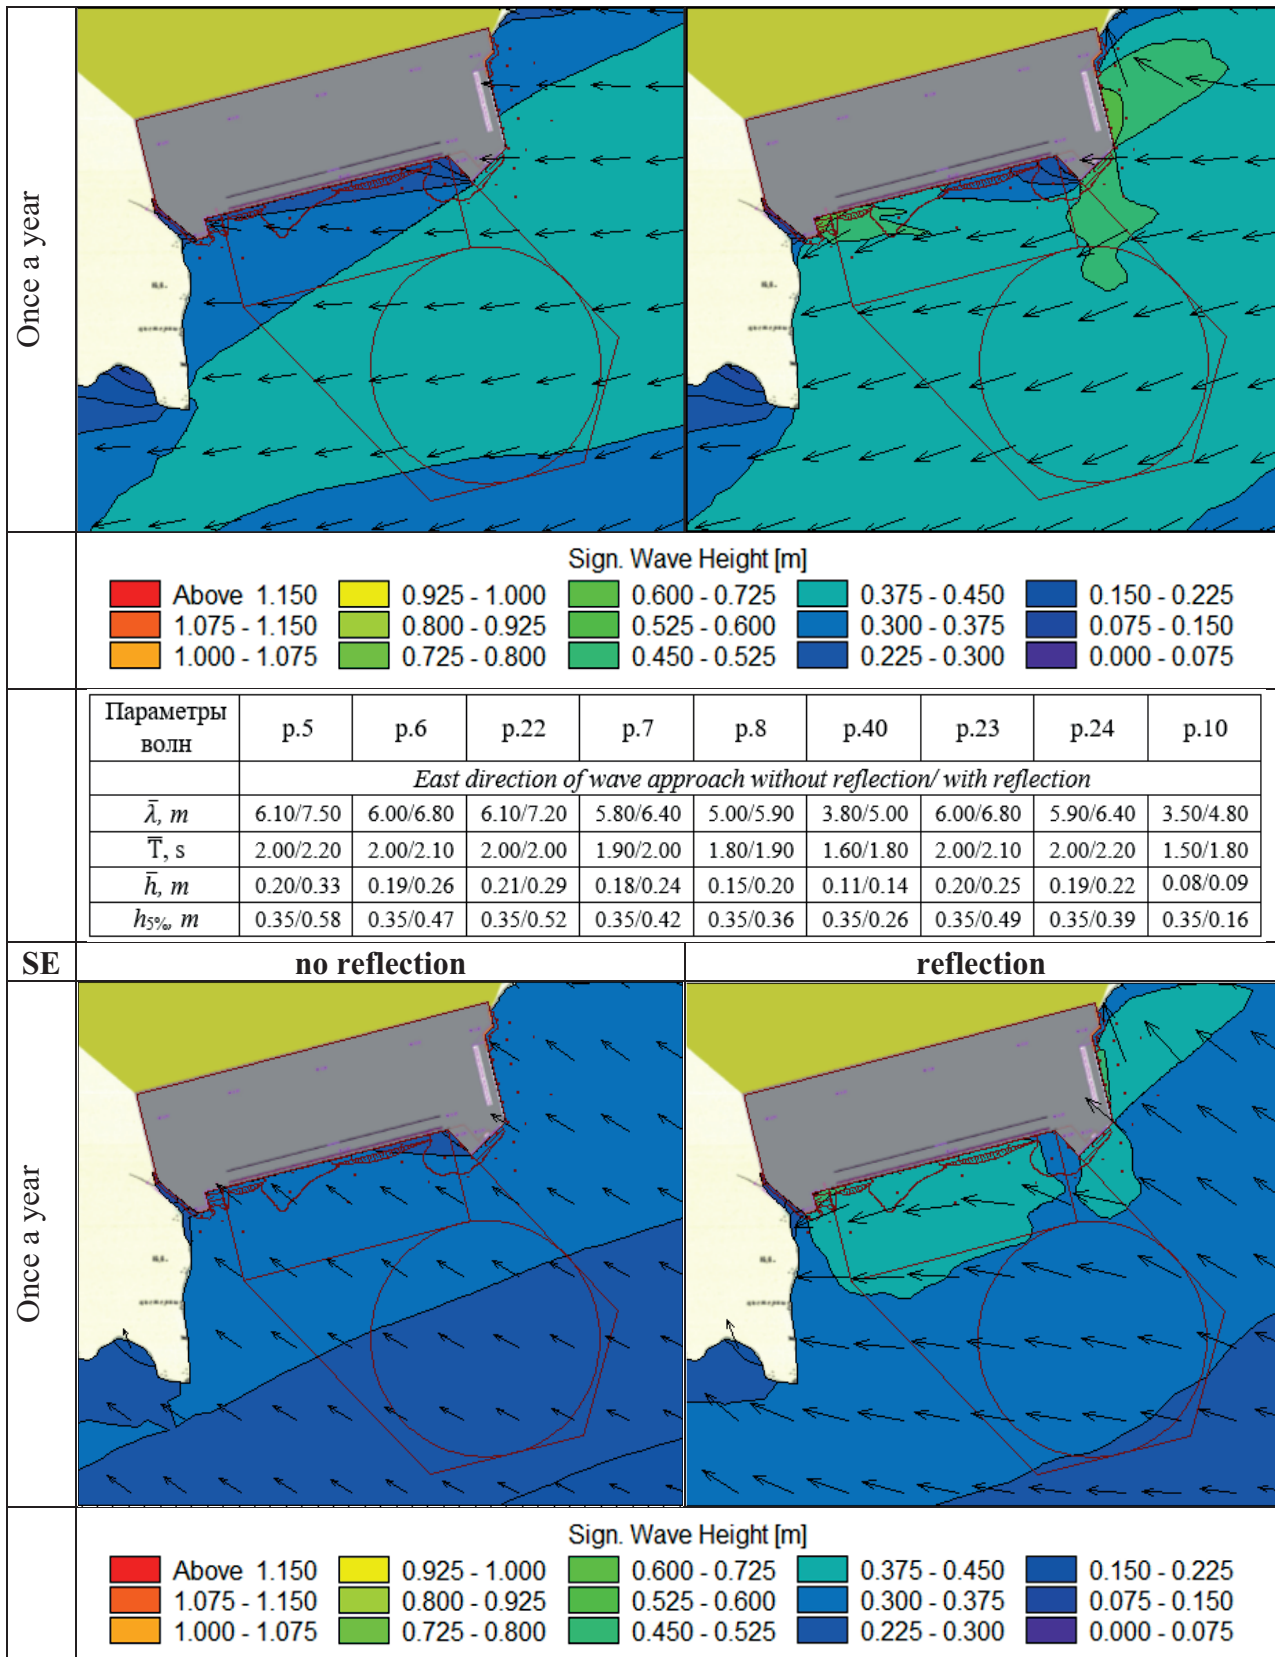 Once a year
Sign. Wave Height [m]
Above 1.150 0.925 - 1.000 0.600 - 0.725 0.375 - 0.450 0.150 - 0.225
1.075 - 1.150 0.800 - 0.925 0.525 - 0.600 0.300 - 0.375 0.075 - 0.150
1.000 - 1.075 0.725 - 0.800 0.450 - 0.525 0.225 - 0.300 0.000 - 0.075
Параметры волн p.5 p.6 p.22 p.7 p.8 p.40 p.23 p.24 p.10
East direction of wave approach without reflection/ with reflection
λ̄, m 6.10/7.50 6.00/6.80 6.10/7.20 5.80/6.40 5.00/5.90 3.80/5.00 6.00/6.80 5.90/6.40 3.50/4.80
T̄, s 2.00/2.20 2.00/2.10 2.00/2.00 1.90/2.00 1.80/1.90 1.60/1.80 2.00/2.10 2.00/2.20 1.50/1.80
h̄, m 0.20/0.33 0.19/0.26 0.21/0.29 0.18/0.24 0.15/0.20 0.11/0.14 0.20/0.25 0.19/0.22 0.08/0.09
h5%, m 0.35/0.58 0.35/0.47 0.35/0.52 0.35/0.42 0.35/0.36 0.35/0.26 0.35/0.49 0.35/0.39 0.35/0.16
SE no reflection reflection
Once a year
Sign. Wave Height [m]
Above 1.150 0.925 - 1.000 0.600 - 0.725 0.375 - 0.450 0.150 - 0.225
1.075 - 1.150 0.800 - 0.925 0.525 - 0.600 0.300 - 0.375 0.075 - 0.150
1.000 - 1.075 0.725 - 0.800 0.450 - 0.525 0.225 - 0.300 0.000 - 0.075